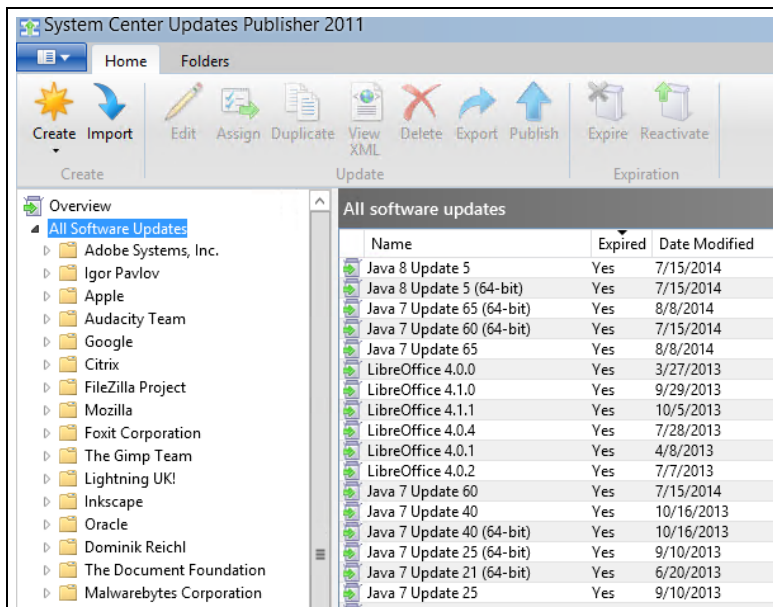 System Center Updates Publisher 2011
Home Folders
Create Import Edit Assign Duplicate View XML Delete Export Publish Expire Reactivate
Create Update Expiration
Overview
All Software Updates
Adobe Systems, Inc.
Igor Pavlov
Apple
Audacity Team
Google
Citrix
FileZilla Project
Mozilla
Foxit Corporation
The Gimp Team
Lightning UK!
Inkscape
Oracle
Dominik Reichl
The Document Foundation
Malwarebytes Corporation
All software updates
Name Expired Date Modified
Java 8 Update 5 Yes 7/15/2014
Java 8 Update 5 (64-bit) Yes 7/15/2014
Java 7 Update 65 (64-bit) Yes 8/8/2014
Java 7 Update 60 (64-bit) Yes 7/15/2014
Java 7 Update 65 Yes 8/8/2014
LibreOffice 4.0.0 Yes 3/27/2013
LibreOffice 4.1.0 Yes 9/29/2013
LibreOffice 4.1.1 Yes 10/5/2013
LibreOffice 4.0.4 Yes 7/28/2013
LibreOffice 4.0.1 Yes 4/8/2013
LibreOffice 4.0.2 Yes 7/7/2013
Java 7 Update 60 Yes 7/15/2014
Java 7 Update 40 Yes 10/16/2013
Java 7 Update 40 (64-bit) Yes 10/16/2013
Java 7 Update 25 (64-bit) Yes 9/10/2013
Java 7 Update 21 (64-bit) Yes 6/20/2013
Java 7 Update 25 Yes 9/10/2013